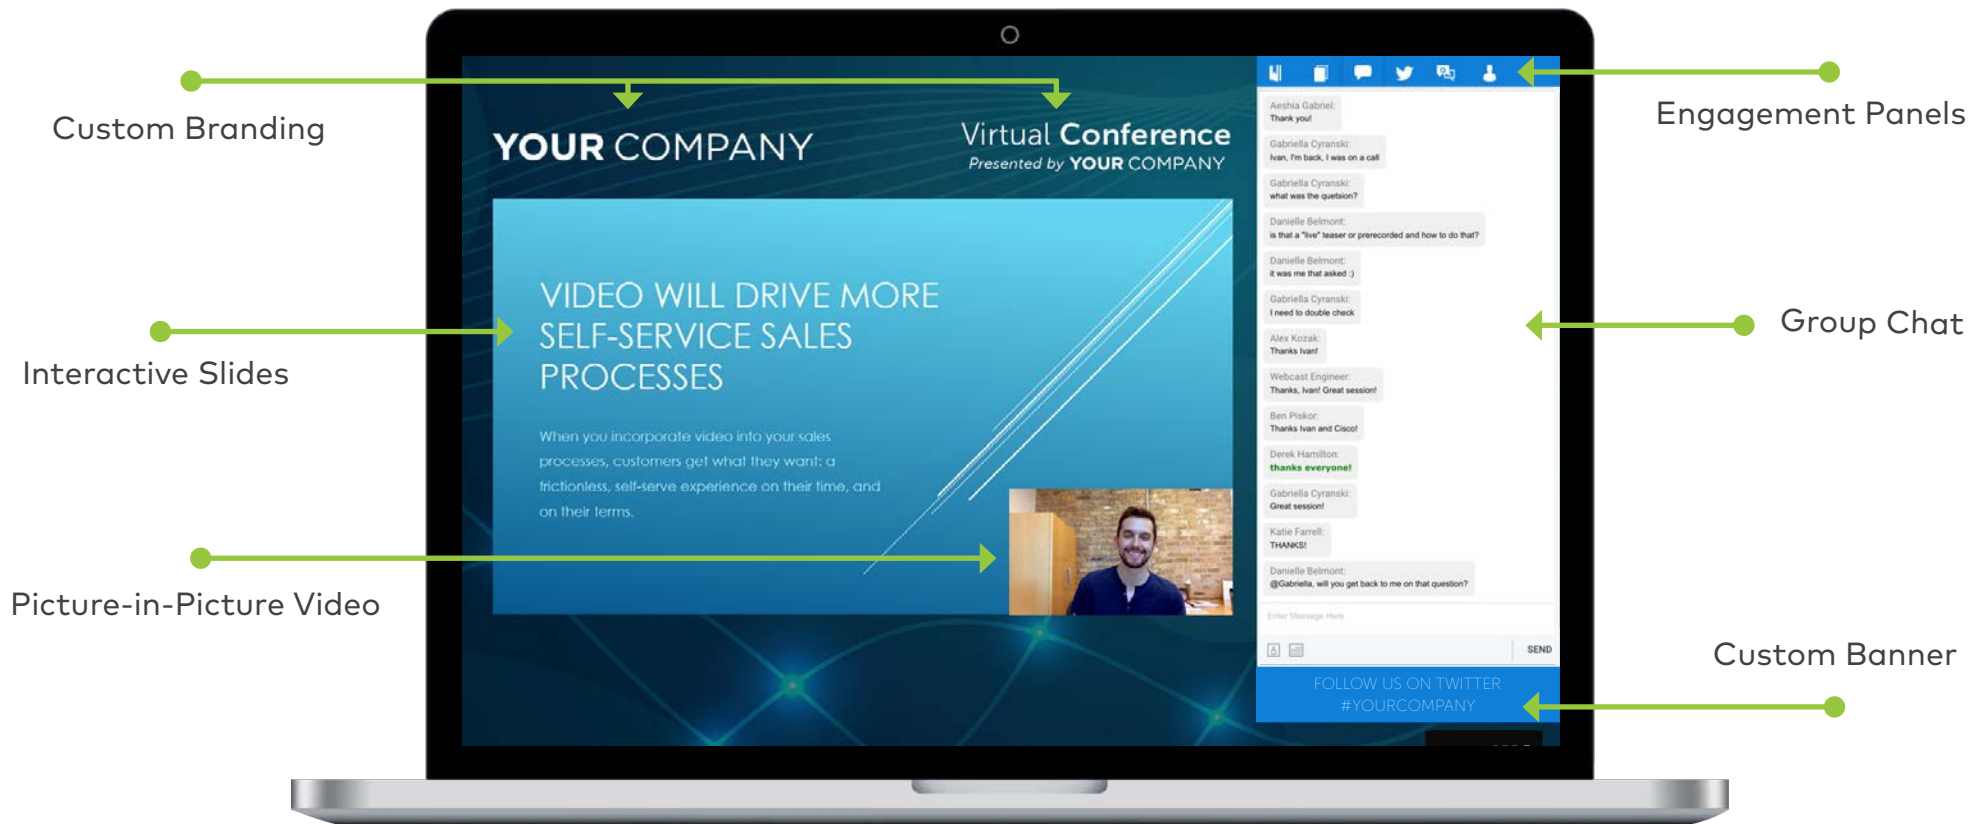 Custom Branding
Interactive Slides
Picture-in-Picture Video
YOUR COMPANY
Virtual Conference
Presented by YOUR COMPANY
VIDEO WILL DRIVE MORE
SELF-SERVICE SALES
PROCESSES
When you incorporate video into your sales
processes, customers get what they want: a
frictionless, self-serve experience on their time, and
on their terms.
Aeshia Gabriel:
Thank you!
Gabriella Cyranski:
Ivan, I'm back, I was on a call
Gabriella Cyranski:
what was the quetsion?
Danielle Belmont:
is that a "live" teaser or prerecorded and how to do that?
Danielle Belmont:
it was me that asked :)
Gabriella Cyranski:
I need to double check
Alex Kozak:
Thanks Ivan!
Webcast Engineer:
Thanks, Ivan! Great session!
Ben Piskor:
Thanks Ivan and Cisco!
Derek Hamilton:
thanks everyone!
Gabriella Cyranski:
Great session!
Katie Farrell:
THANKS!
Danielle Belmont:
@Gabriella, will you get back to me on that question?
Enter Message Here
SEND
FOLLOW US ON TWITTER
#YOURCOMPANY
Engagement Panels
Group Chat
Custom Banner